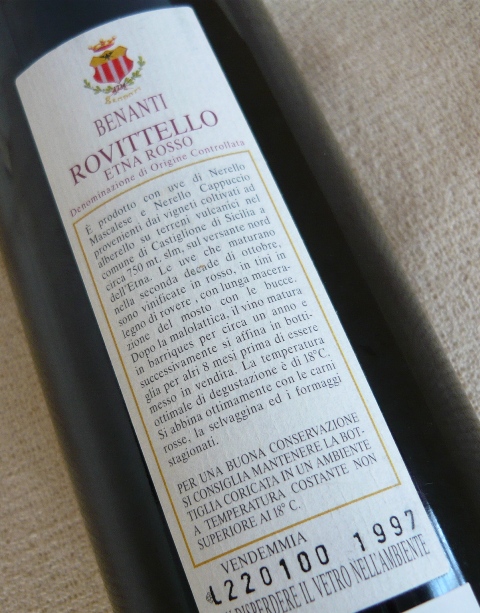 Benanti
BENANTI
ROVITTELLO
ETNA ROSSO
Denominazione di Origine Controllata
È prodotto con uve di Nerello
Mascalese e Nerello Cappuccio
provenienti dai vigneti coltivati ad
alberello su terreni vulcanici nel
comune di Castiglione di Sicilia a
circa 750 mt. slm, sul versante nord
dell'Etna. Le uve che maturano
nella seconda decade di ottobre,
sono vinificate in rosso, in tini in
legno di rovere, con lunga macera-
zione del mosto con le bucce.
Dopo la malolattica, il vino matura
in barriques per circa un anno e
successivamente si affina in botti-
glia per altri 8 mesi prima di essere
messo in vendita. La temperatura
ottimale di degustazione è di 18°C.
Si abbina ottimamente con le carni
rosse, la selvaggina ed i formaggi
stagionati.
PER UNA BUONA CONSERVAZIONE
SI CONSIGLIA MANTENERE LA BOT-
TIGLIA CORICATA IN UN AMBIENTE
A TEMPERATURA COSTANTE NON
SUPERIORE AI 18° C.
VENDEMMIA 1997
L220100
DISPERDERE IL VETRO NELL'AMBIENTE